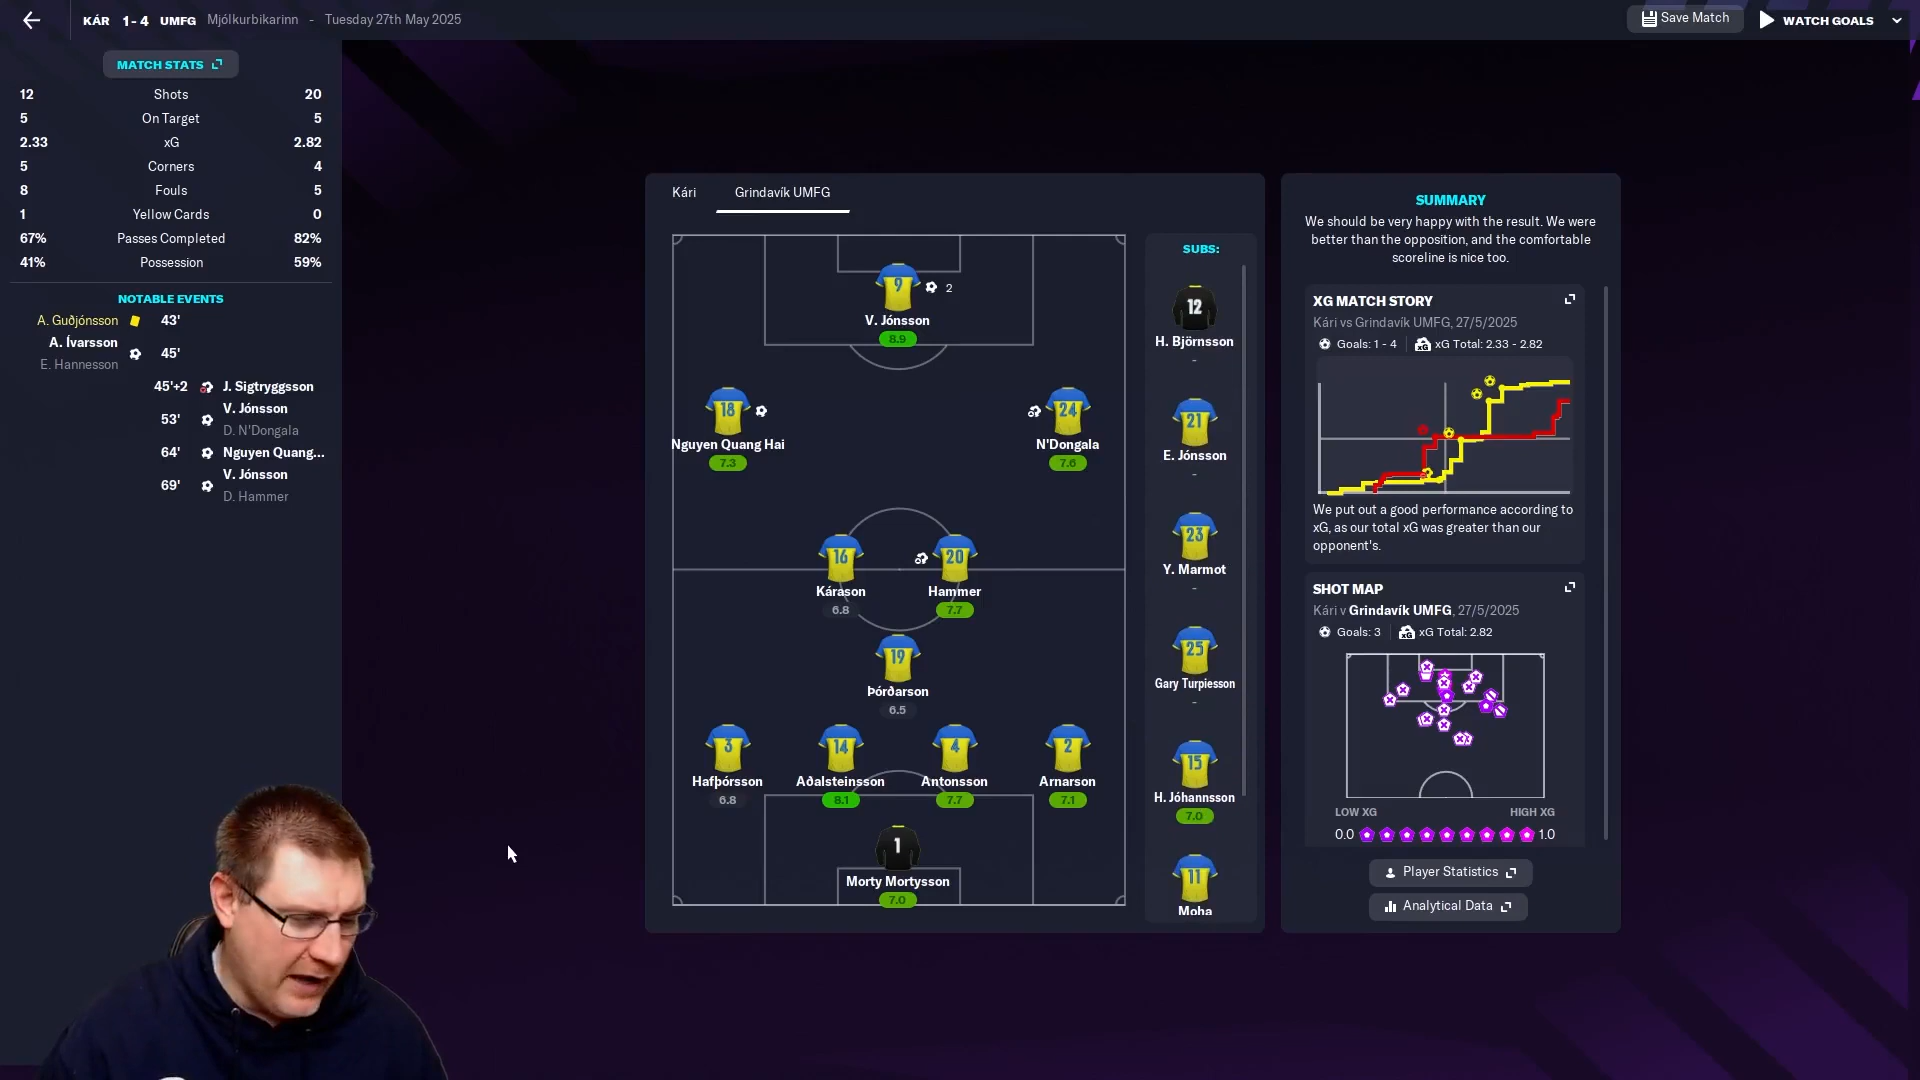 KÁR 1 - 4 UMFG Mjólkurbikarinn - Tuesday 27th May 2025
Save Match
WATCH GOALS
MATCH STATS
12 Shots 20
5 On Target 5
2.33 xG 2.82
5 Corners 4
8 Fouls 5
1 Yellow Cards 0
67% Passes Completed 82%
41% Possession 59%
NOTABLE EVENTS
A. Guðjónsson 43'
A. Ívarsson
E. Hannesson
45'
45'+2 J. Sigtryggsson
53' V. Jónsson
D. N'Dongala
64' Nguyen Quang...
69' V. Jónsson
D. Hammer
Kári
Grindavík UMFG
9 2
V. Jónsson
8.9
18
Nguyen Quang Hai
7.3
24
N'Dongala
7.6
16
Kárason
6.8
20
Hammer
7.7
19
Þórðarson
6.5
3
Hafþórsson
6.8
14
Aðalsteinsson
8.1
4
Antonsson
7.7
2
Arnarson
7.1
1
Morty Mortysson
7.0
SUBS:
12
H. Björnsson
-
21
E. Jónsson
-
23
Y. Marmot
-
25
Gary Turpiesson
-
15
H. Jóhannsson
7.0
11
Moha
SUMMARY
We should be very happy with the result. We were
better than the opposition, and the comfortable
scoreline is nice too.
XG MATCH STORY
Kári vs Grindavík UMFG, 27/5/2025
Goals: 1 - 4 xG xG Total: 2.33 - 2.82
We put out a good performance according to
xG, as our total xG was greater than our
opponent's.
SHOT MAP
Kári v Grindavík UMFG, 27/5/2025
Goals: 3 xG xG Total: 2.82
LOW XG HIGH XG
0.0 1.0
Player Statistics
Analytical Data